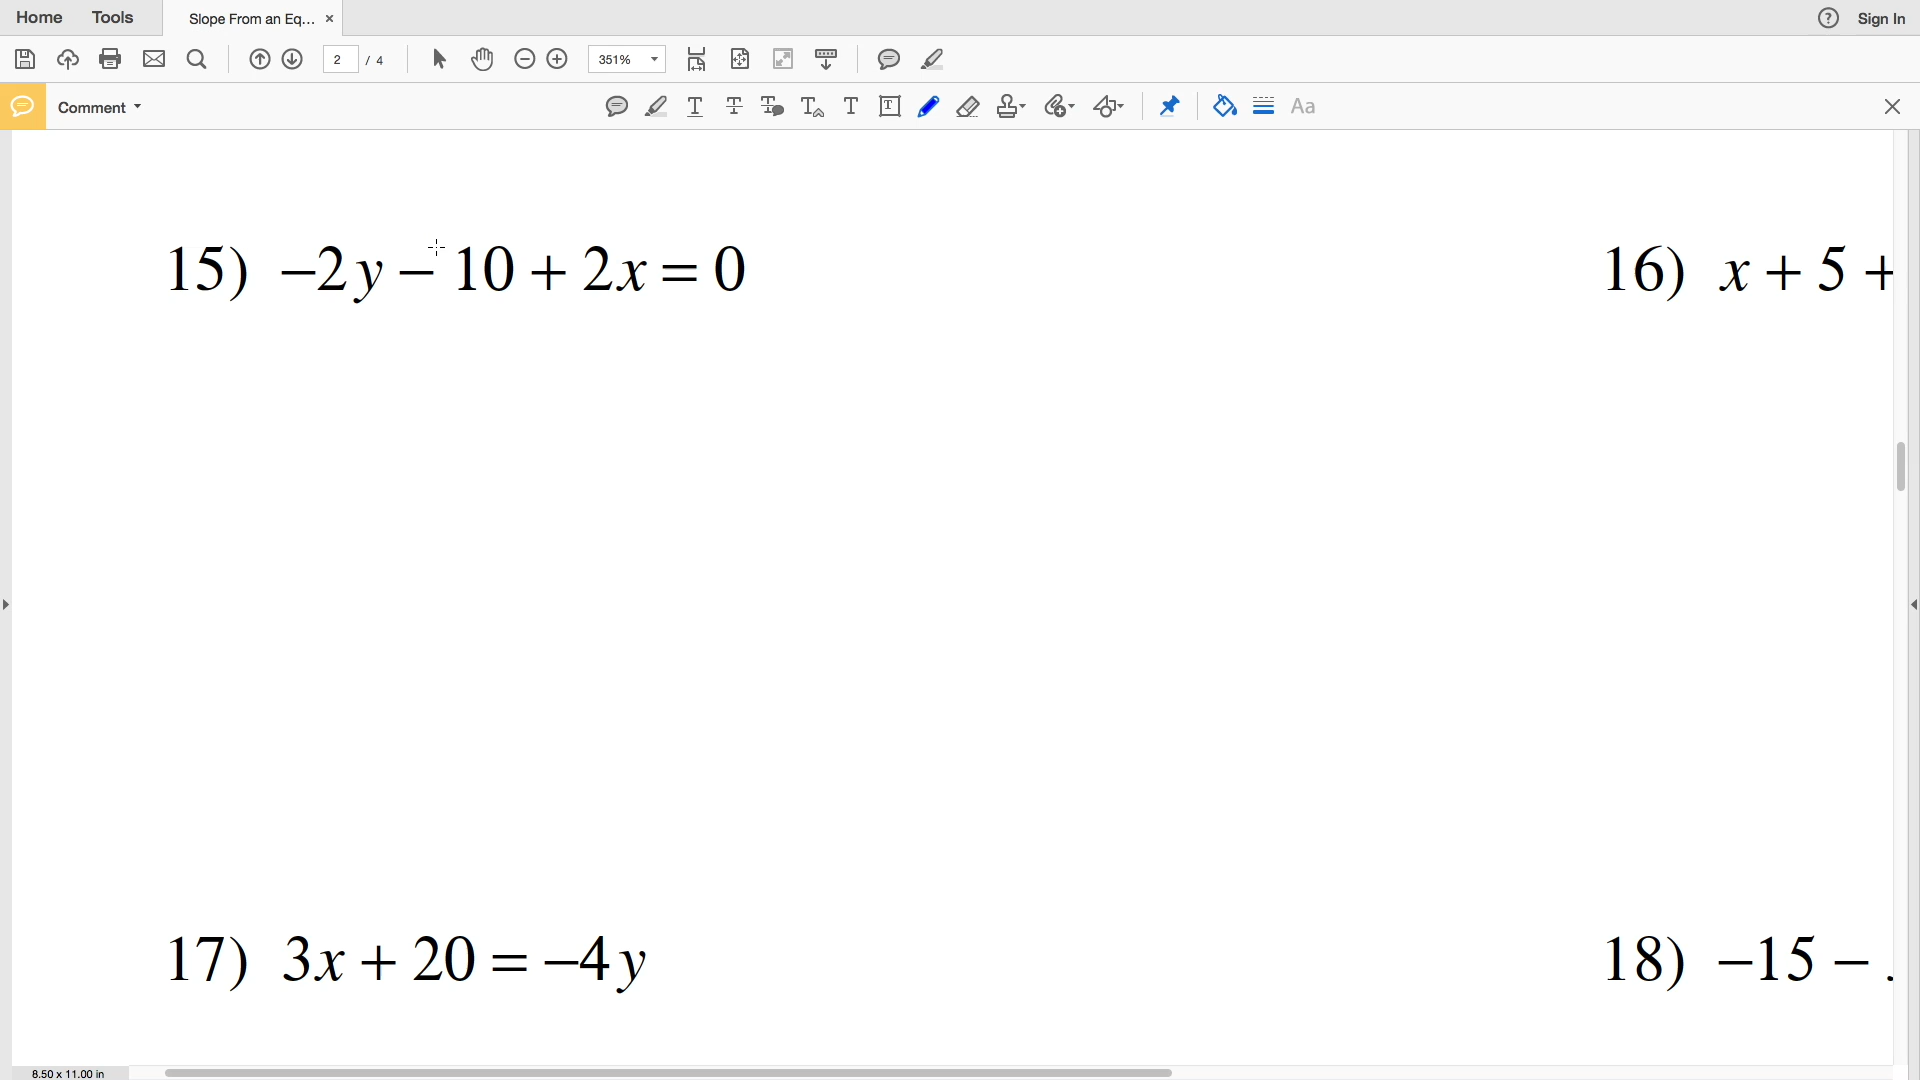 Home Tools Slope From an Eq... × ? Sign In
2 / 4 351%
Comment Aa
15) −2y − 10 + 2x = 0
16) x + 5 +
17) 3x + 20 = −4y
18) −15 −
8.50 x 11.00 in